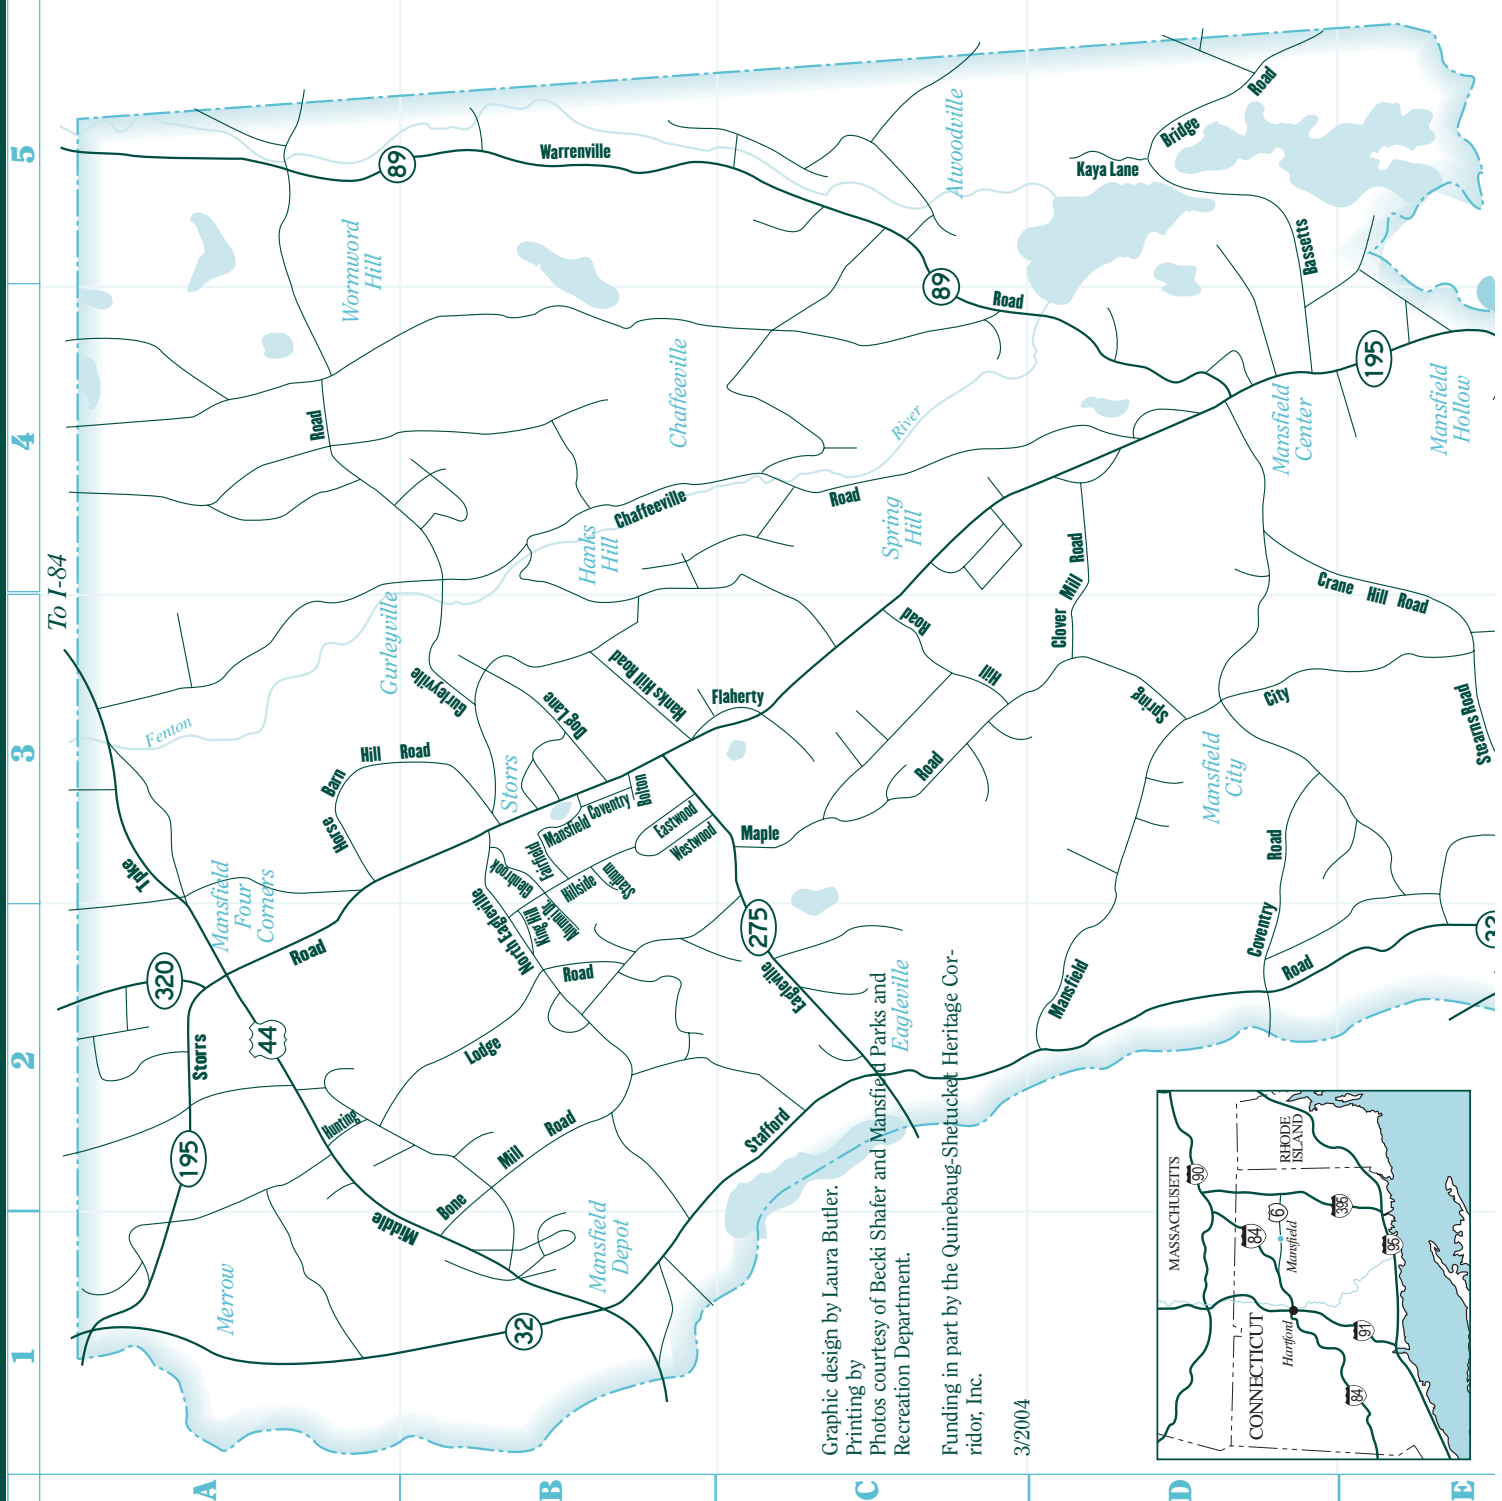 To I-84
1
2
3
4
5
A
B
C
D
E
Merrow
Mansfield
Four
Corners
Fenton
Wormword
Hill
Gurleyville
Storrs
Mansfield
Depot
Hanks
Hill
Chaffeeville
River
Spring
Hill
Atwoodville
Eagleville
Mansfield
City
Mansfield
Center
Mansfield
Hollow
195
320
44
32
275
89
89
195
32
Storrs
Road
Tpke
Middle
Hunting
Lodge
Road
Bone
Mill
Road
Stafford
Road
North Eagleville
King Hill
Alumni Dr.
Glenbrook
Fairfield
Hillside
Stadium
Mansfield
Coventry
Bolton
Eastwood
Westwood
Horse
Barn
Hill
Road
Gurleyville
Road
Dog Lane
Hanks Hill Road
Flaherty
Maple
Road
Eagleville
Chaffeeville
Road
Warrenville
Road
Kaya Lane
Bassetts
Bridge
Road
Clover
Mill
Road
Spring
Hill
Road
Mansfield
City
Coventry
Road
Crane
Hill
Road
Stearns Road
Graphic design by Laura Butler.
Printing by
Photos courtesy of Becki Shafer and Mansfield Parks and
Recreation Department.
Funding in part by the Quinebaug-Shetucket Heritage Cor-
ridor, Inc.
3/2004
MASSACHUSETTS
CONNECTICUT
RHODE
ISLAND
Hartford
Mansfield
90
84
6
395
95
91
84